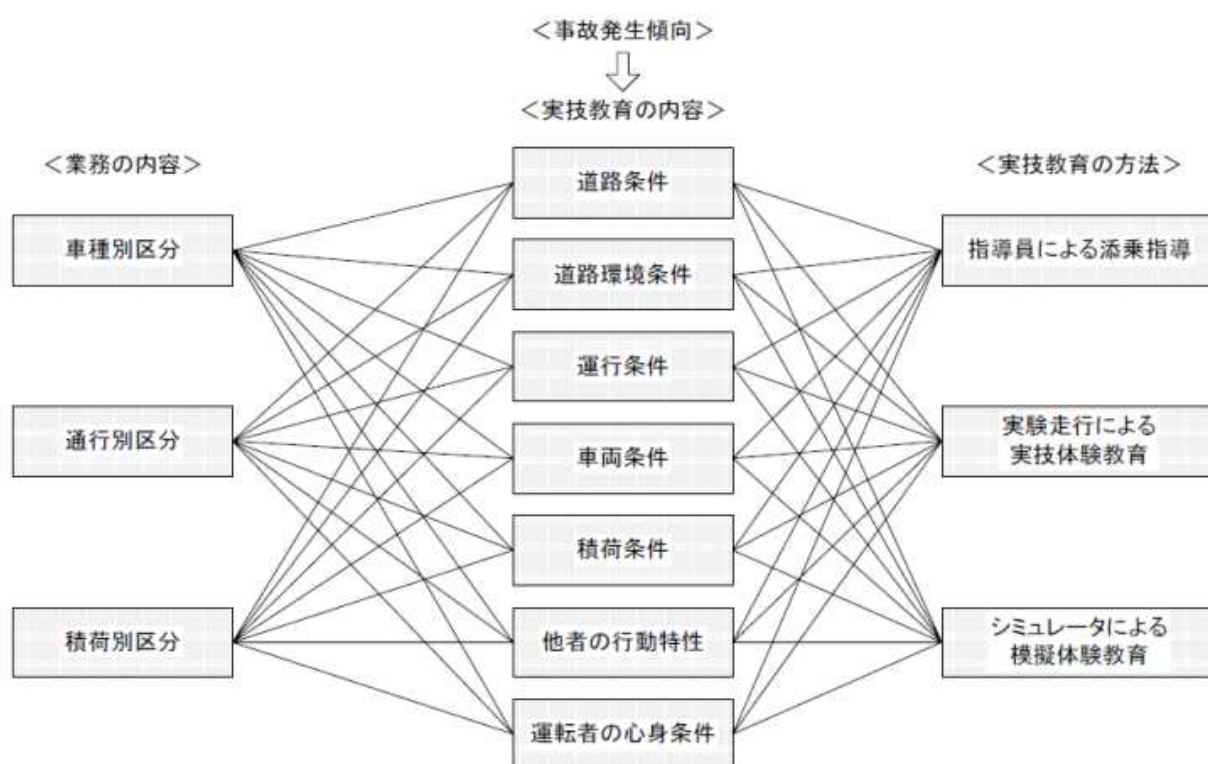 ＜事故発生傾向＞
＜実技教育の内容＞
＜業務の内容＞
車種別区分
通行別区分
積荷別区分
道路条件
道路環境条件
運行条件
車両条件
積荷条件
他者の行動特性
運転者の心身条件
＜実技教育の方法＞
指導員による添乗指導
実験走行による
実技体験教育
シミュレータによる
模擬体験教育